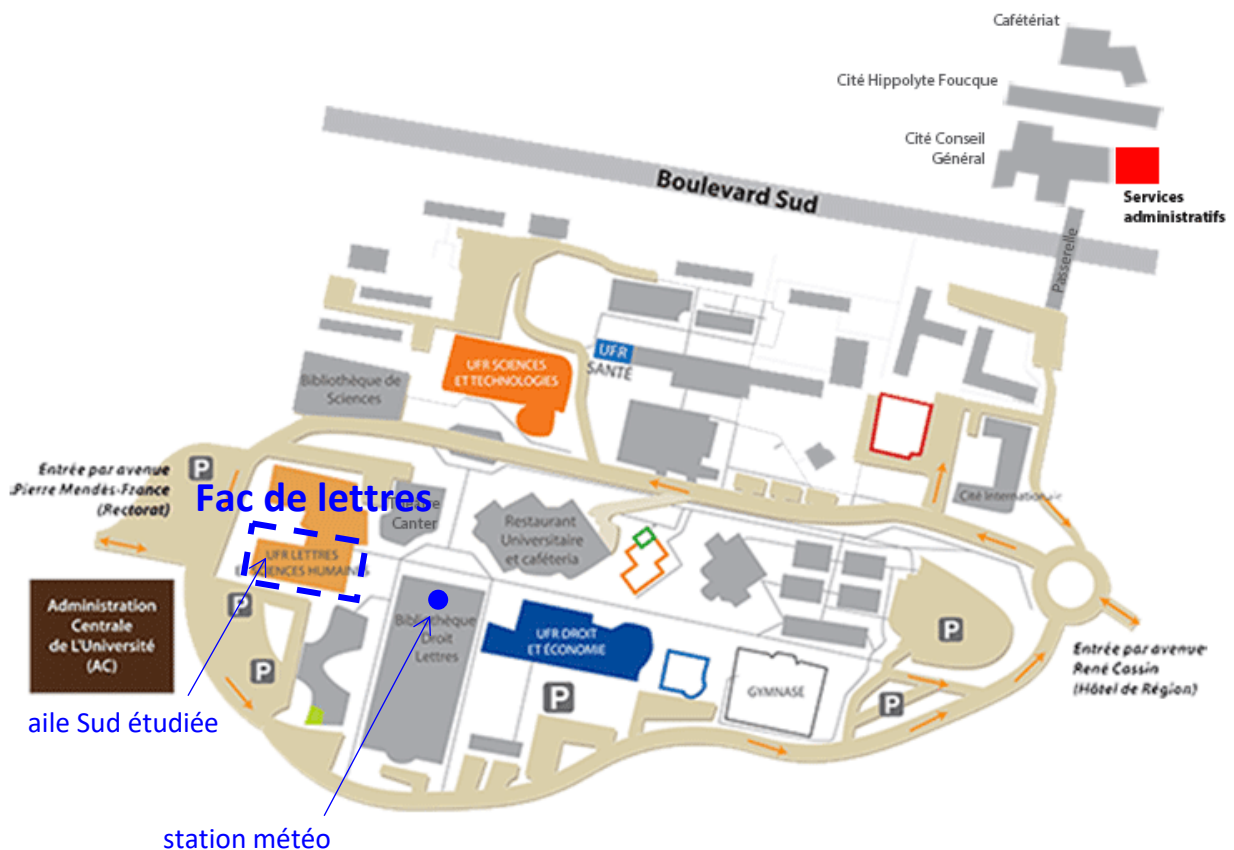 Cafétériat
Cité Hippolyte Foucque
Cité Conseil
Général
Services
administratifs
Boulevard Sud
Passerelle
UFR
SANTÉ
UFR SCIENCES
ET TECHNOLOGIES
Bibliothèque de
Sciences
P
Entrée par avenue
Pierre Mendès-France
(Rectorat)
Fac de lettres
Théâtre
Canter
Restaurant
Universitaire
et cafétéria
Cité International
UFR LETTRES
ET SCIENCES HUMAINES
Administration
Centrale
de L'Université
(AC)
P
P
Bibliothèque
Droit
Lettres
UFR DROIT
ET ÉCONOMIE
P
GYMNASE
P
P
Entrée par avenue
René Cassin
(Hôtel de Région)
aile Sud étudiée
station météo